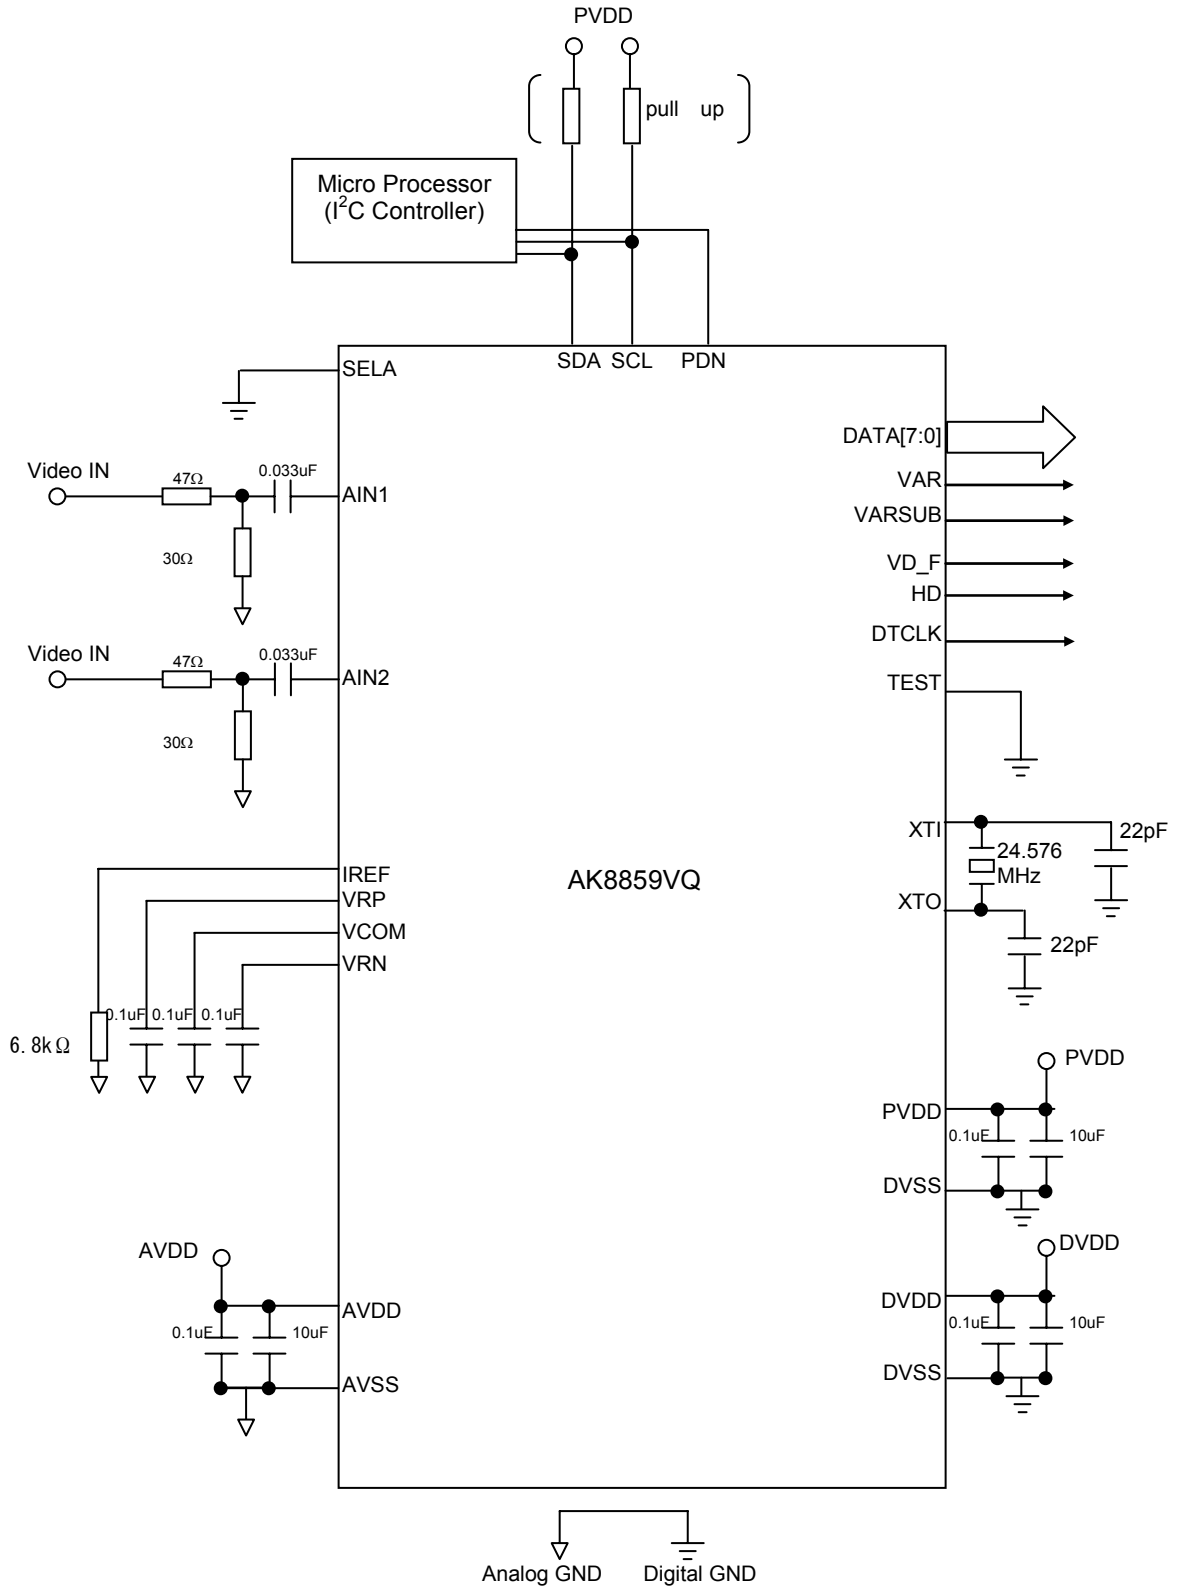 PVDD
pull up
Micro Processor
(I²C Controller)
SDA SCL PDN
SELA
DATA[7:0]
Video IN
47Ω
0.033uF
AIN1
VAR
VARSUB
30Ω
VD_F
HD
DTCLK
Video IN
47Ω
0.033uF
AIN2
TEST
30Ω
XTI
22pF
24.576
MHz
IREF
VRP
VCOM
VRN
AK8859VQ
XTO
22pF
0.1uF 0.1uF 0.1uF
6.8kΩ
PVDD
PVDD
0.1uF
10uF
DVSS
AVDD
DVDD
AVDD
DVDD
0.1uF
10uF
0.1uF
10uF
AVSS
DVSS
Analog GND
Digital GND